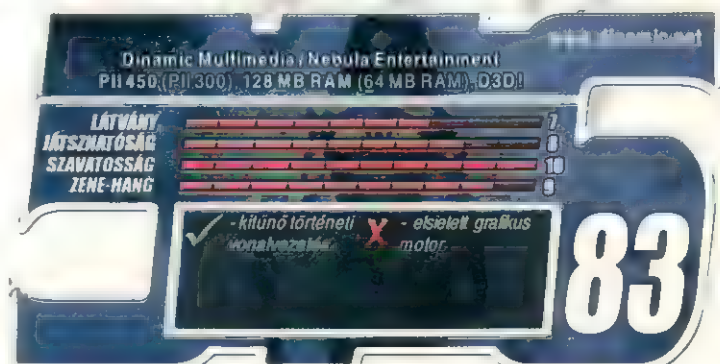 Dinamic Multimedia / Nebula Entertainment
PII 450 (PII 300), 128 MB RAM (64 MB RAM), D3D!
LÁTVÁNY 7
JÁTSZHATÓSÁG 8
SZAVATOSSÁG 10
ZENE-HANG 9
- kitűnő történeti vonalvezetés
X - elsietett grafikus motor
83